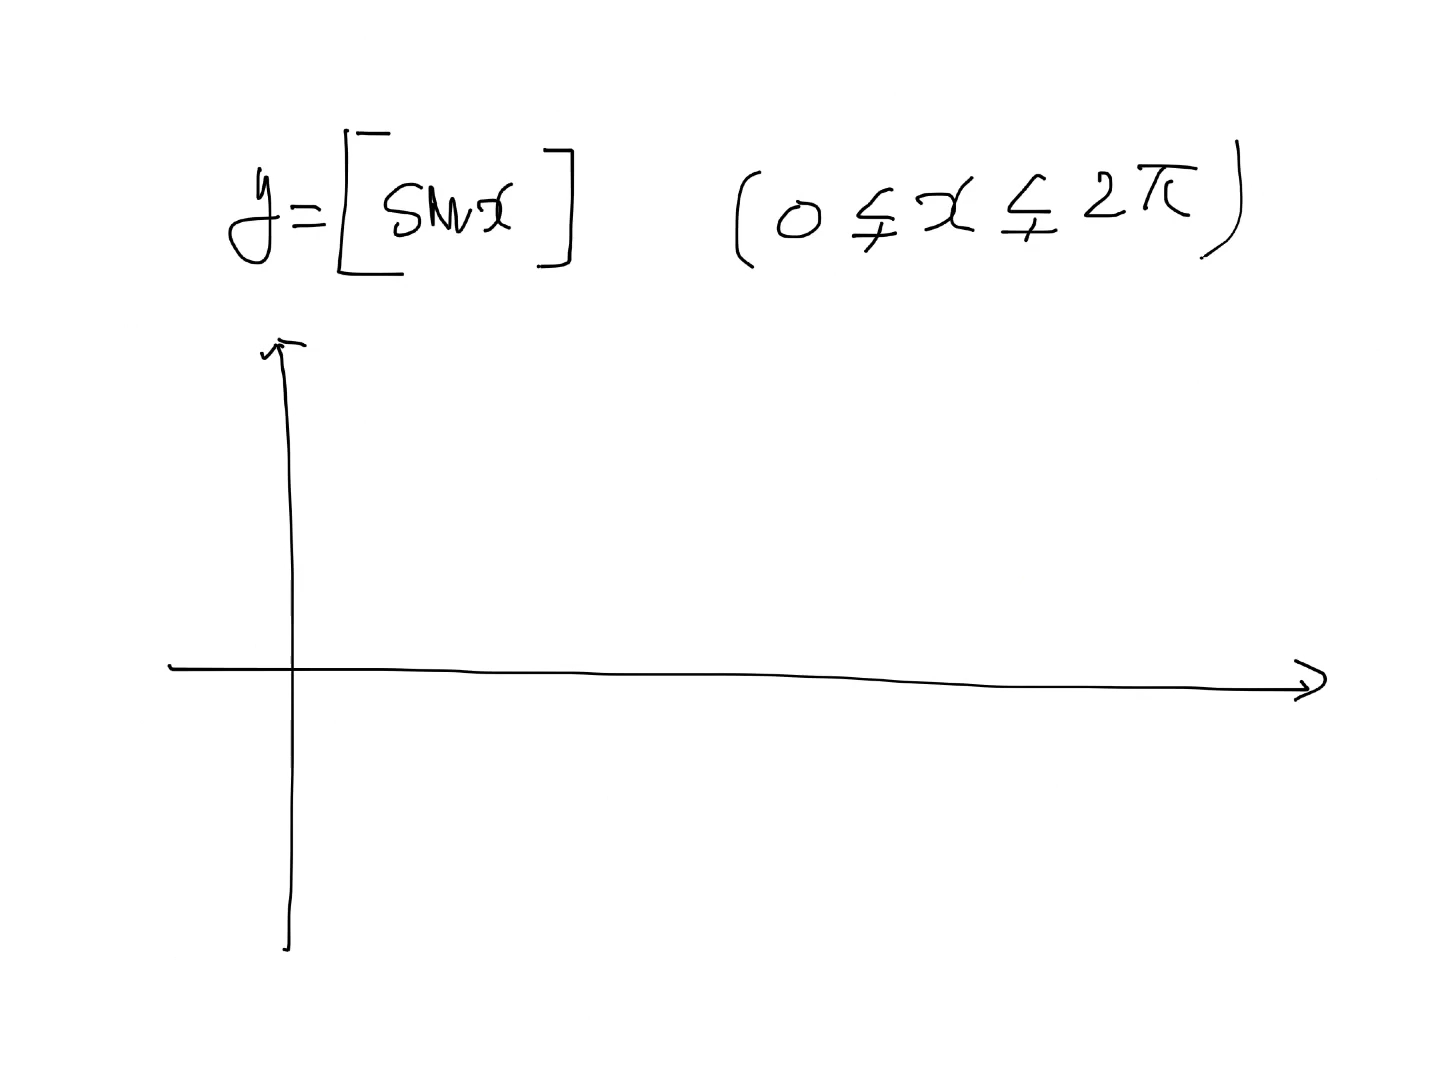 y = [sin x] (0 ≨ x ≨ 2π)